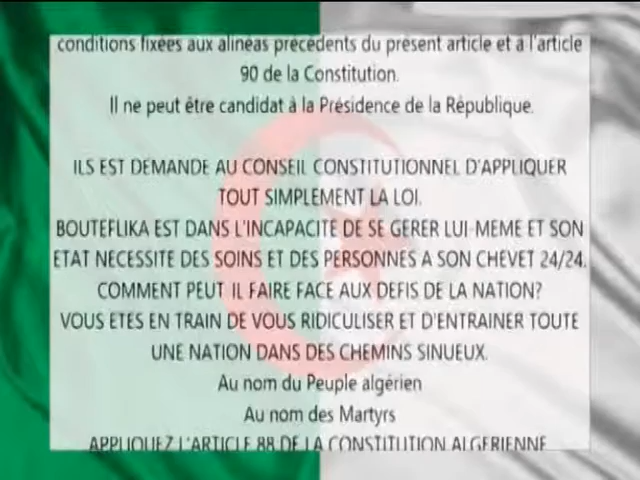 conditions fixées aux alinéas précédents du présent article et à l'article
90 de la Constitution.
Il ne peut être candidat à la Présidence de la République.
ILS EST DEMANDE AU CONSEIL CONSTITUTIONNEL D'APPLIQUER
TOUT SIMPLEMENT LA LOI.
BOUTEFLIKA EST DANS L'INCAPACITE DE SE GERER LUI-MEME ET SON
ETAT NECESSITE DES SOINS ET DES PERSONNES A SON CHEVET 24/24.
COMMENT PEUT IL FAIRE FACE AUX DEFIS DE LA NATION?
VOUS ETES EN TRAIN DE VOUS RIDICULISER ET D'ENTRAINER TOUTE
UNE NATION DANS DES CHEMINS SINUEUX.
Au nom du Peuple algérien
Au nom des Martyrs
APPLIQUEZ L'ARTICLE 88 DE LA CONSTITUTION ALGERIENNE